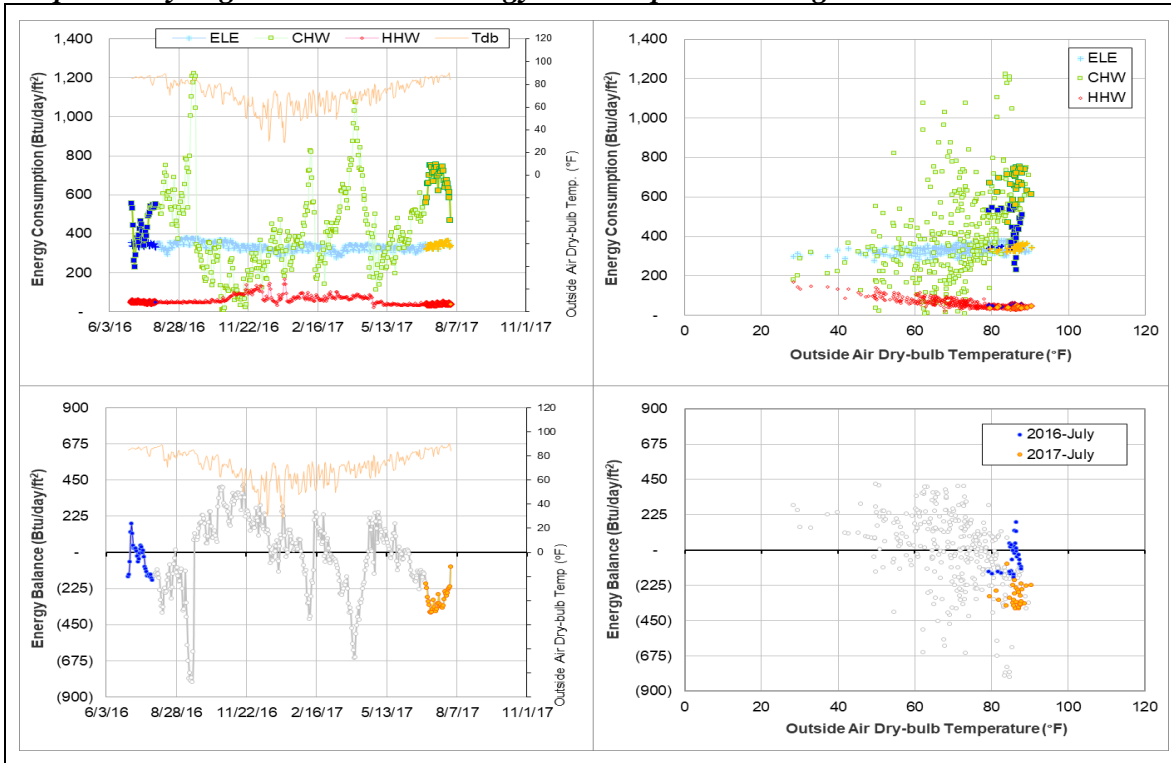 ELE CHW HHW Tdb
Energy Consumption (Btu/day/ft²)
1,400
1,200
1,000
800
600
400
200
-
6/3/16 8/28/16 11/22/16 2/16/17 5/13/17 8/7/17 11/1/17
120
100
80
60
40
20
0
Outside Air Dry-bulb Temp. (°F)
Energy Consumption (Btu/day/ft²)
1,400
1,200
1,000
800
600
400
200
-
ELE
CHW
HHW
0 20 40 60 80 100 120
Outside Air Dry-bulb Temperature (°F)
Energy Balance (Btu/day/ft²)
900
675
450
225
-
(225)
(450)
(675)
(900)
6/3/16 8/28/16 11/22/16 2/16/17 5/13/17 8/7/17 11/1/17
120
100
80
60
40
20
0
Outside Air Dry-bulb Temp (°F)
Energy Balance (Btu/day/ft²)
900
675
450
225
-
(225)
(450)
(675)
(900)
2016-July
2017-July
0 20 40 60 80 100 120
Outside Air Dry-bulb Temperature (°F)